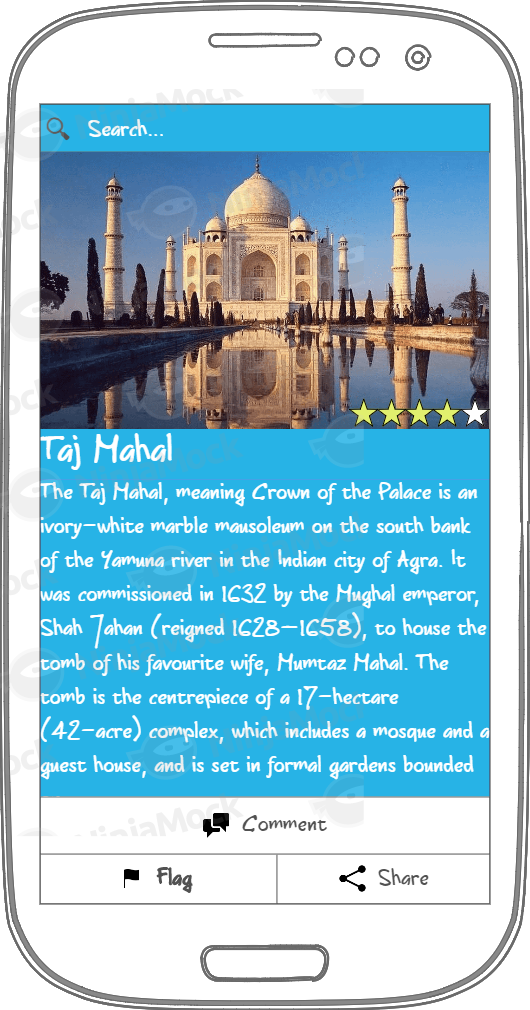 Search...
Taj Mahal
The Taj Mahal, meaning Crown of the Palace is an
ivory-white marble mausoleum on the south bank
of the Yamuna river in the Indian city of Agra. It
was commissioned in 1632 by the Mughal emperor,
Shah Jahan (reigned 1628–1658), to house the
tomb of his favourite wife, Mumtaz Mahal. The
tomb is the centrepiece of a 17-hectare
(42-acre) complex, which includes a mosque and a
guest house, and is set in formal gardens bounded
Comment
Flag
Share
NinjaMock